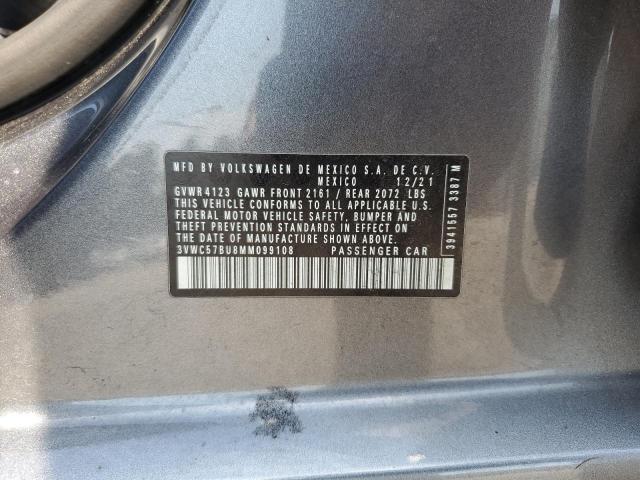 MFD BY VOLKSWAGEN DE MEXICO S.A. DE C.V.
MEXICO 12/21
GVWR 4123 GAWR FRONT 2161 / REAR 2072 LBS
THIS VEHICLE CONFORMS TO ALL APPLICABLE U.S.
FEDERAL MOTOR VEHICLE SAFETY, BUMPER AND
THEFT PREVENTION STANDARDS IN EFFECT ON
THE DATE OF MANUFACTURE SHOWN ABOVE.
3VWC57BU8MM099108 PASSENGER CAR
3941557 3387 M